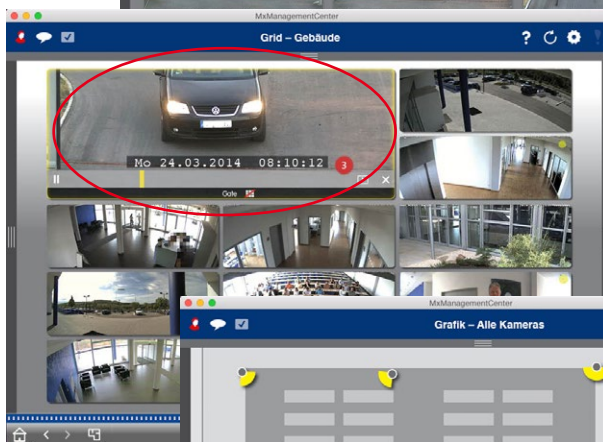 MxManagementCenter
Grid – Gebäude
?
Mo 24.03.2014 08:10:12
3
Gate
MxManagementCenter
Grafik – Alle Kameras